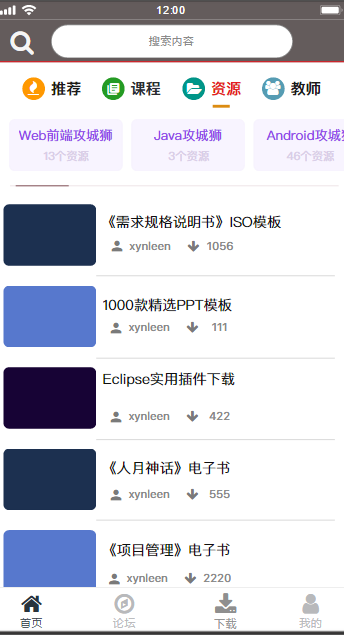 12:00
搜索内容
推荐 课程 资源 教师
Web前端攻城狮 Java攻城狮 Android攻城狮
13个资源 3个资源 46个资源
《需求规格说明书》ISO模板
xynleen 1056
1000款精选PPT模板
xynleen 111
Eclipse实用插件下载
xynleen 422
《人月神话》电子书
xynleen 555
《项目管理》电子书
xynleen 2220
首页 论坛 下载 我的